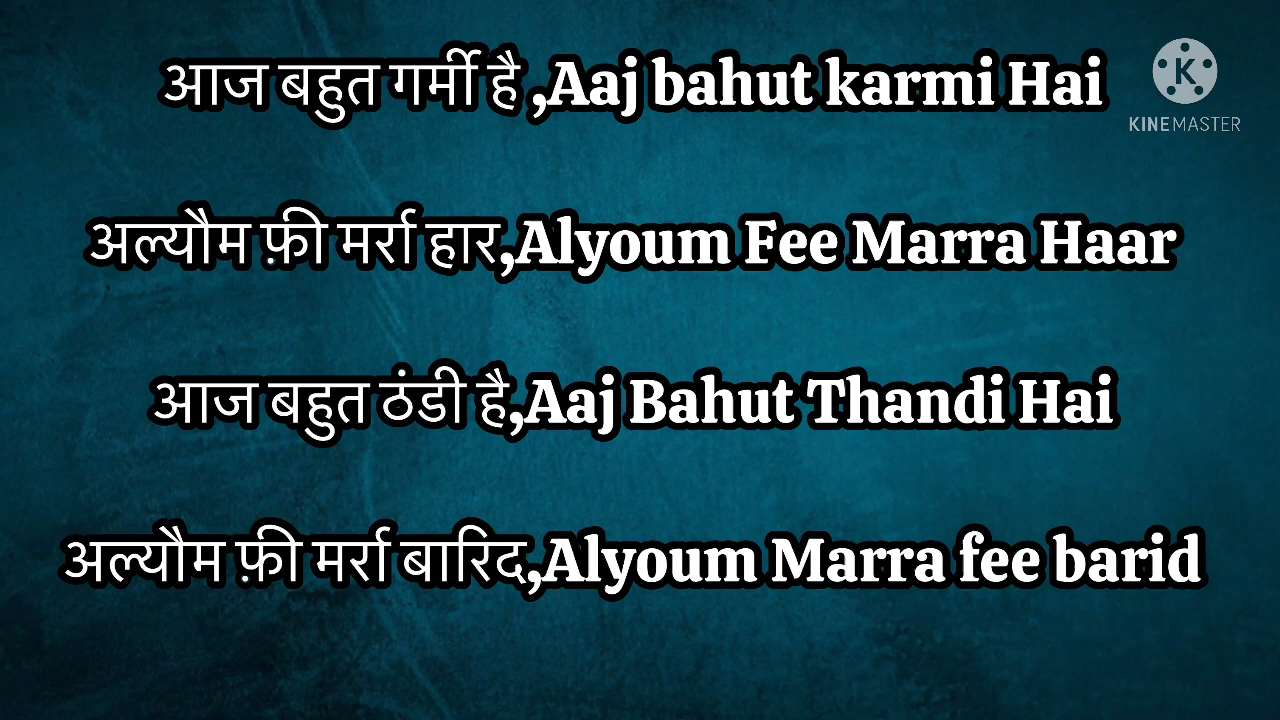 आज बहुत गर्मी है ,Aaj bahut karmi Hai
KINEMASTER
अल्यौम फ़ी मर्रा हार,Alyoum Fee Marra Haar
आज बहुत ठंडी है,Aaj Bahut Thandi Hai
अल्यौम फ़ी मर्रा बारिद,Alyoum Marra fee barid